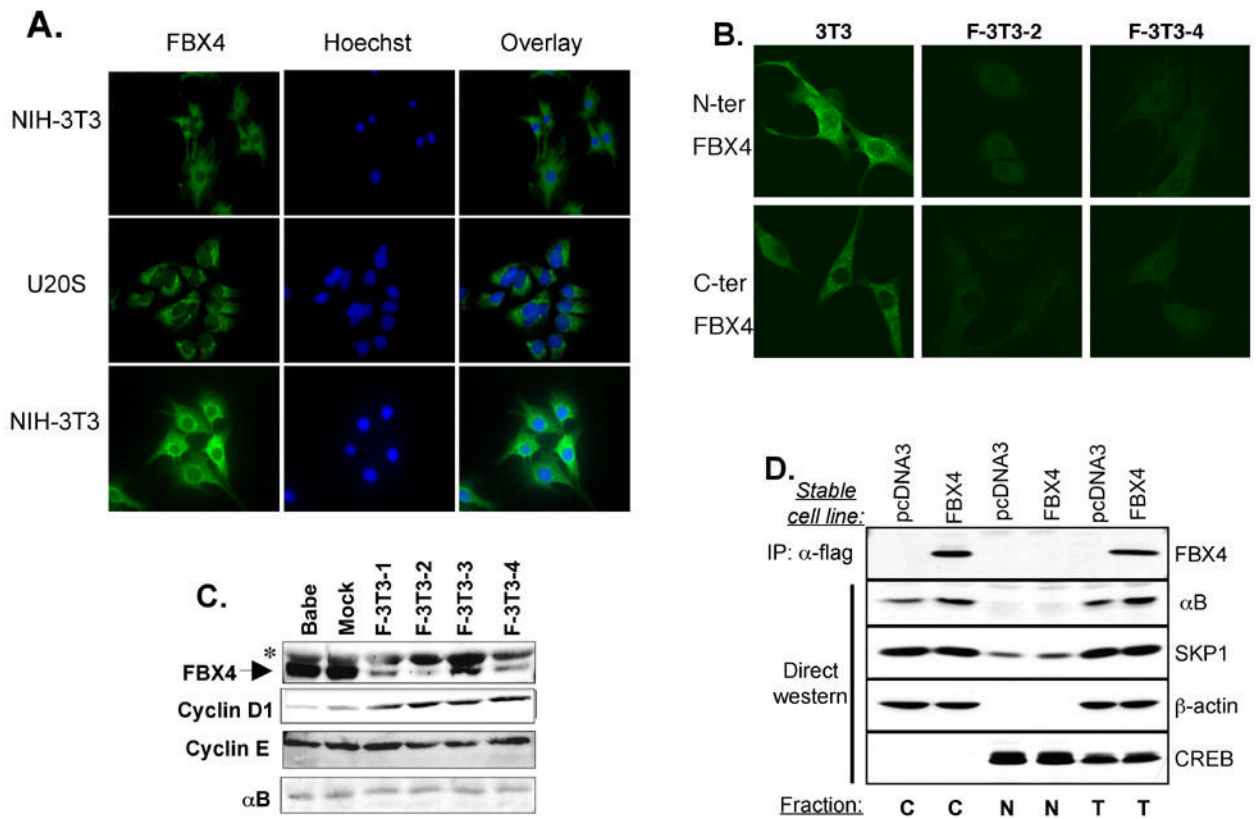 A.
FBX4 Hoechst Overlay
NIH-3T3
U20S
NIH-3T3
B.
3T3 F-3T3-2 F-3T3-4
N-ter
FBX4
C-ter
FBX4
C.
Babe Mock F-3T3-1 F-3T3-2 F-3T3-3 F-3T3-4
*
FBX4
Cyclin D1
Cyclin E
αB
D.
Stable
cell line:
pcDNA3 FBX4 pcDNA3 FBX4 pcDNA3 FBX4
IP: α-flag FBX4
αB
SKP1
Direct
western
β-actin
CREB
Fraction: C C N N T T